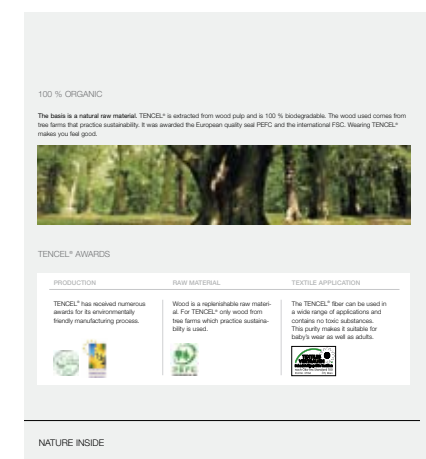 100 % ORGANIC
The basis is a natural raw material. TENCEL® is extracted from wood pulp and is 100 % biodegradable. The wood used comes from
tree farms that practice sustainability. It was awarded the European quality seal PEFC and the international FSC. Wearing TENCEL®
makes you feel good.
TENCEL® AWARDS
PRODUCTION
TENCEL® has received numerous
awards for its environmentally
friendly manufacturing process.
RAW MATERIAL
Wood is a replenishable raw materi-
al. For TENCEL® only wood from
tree farms which practice sustaina-
bility is used.
PEFC
TEXTILE APPLICATION
The TENCEL® fiber can be used in
a wide range of applications and
contains no toxic substances.
This purity makes it suitable for
baby's wear as well as adults.
NATURE INSIDE